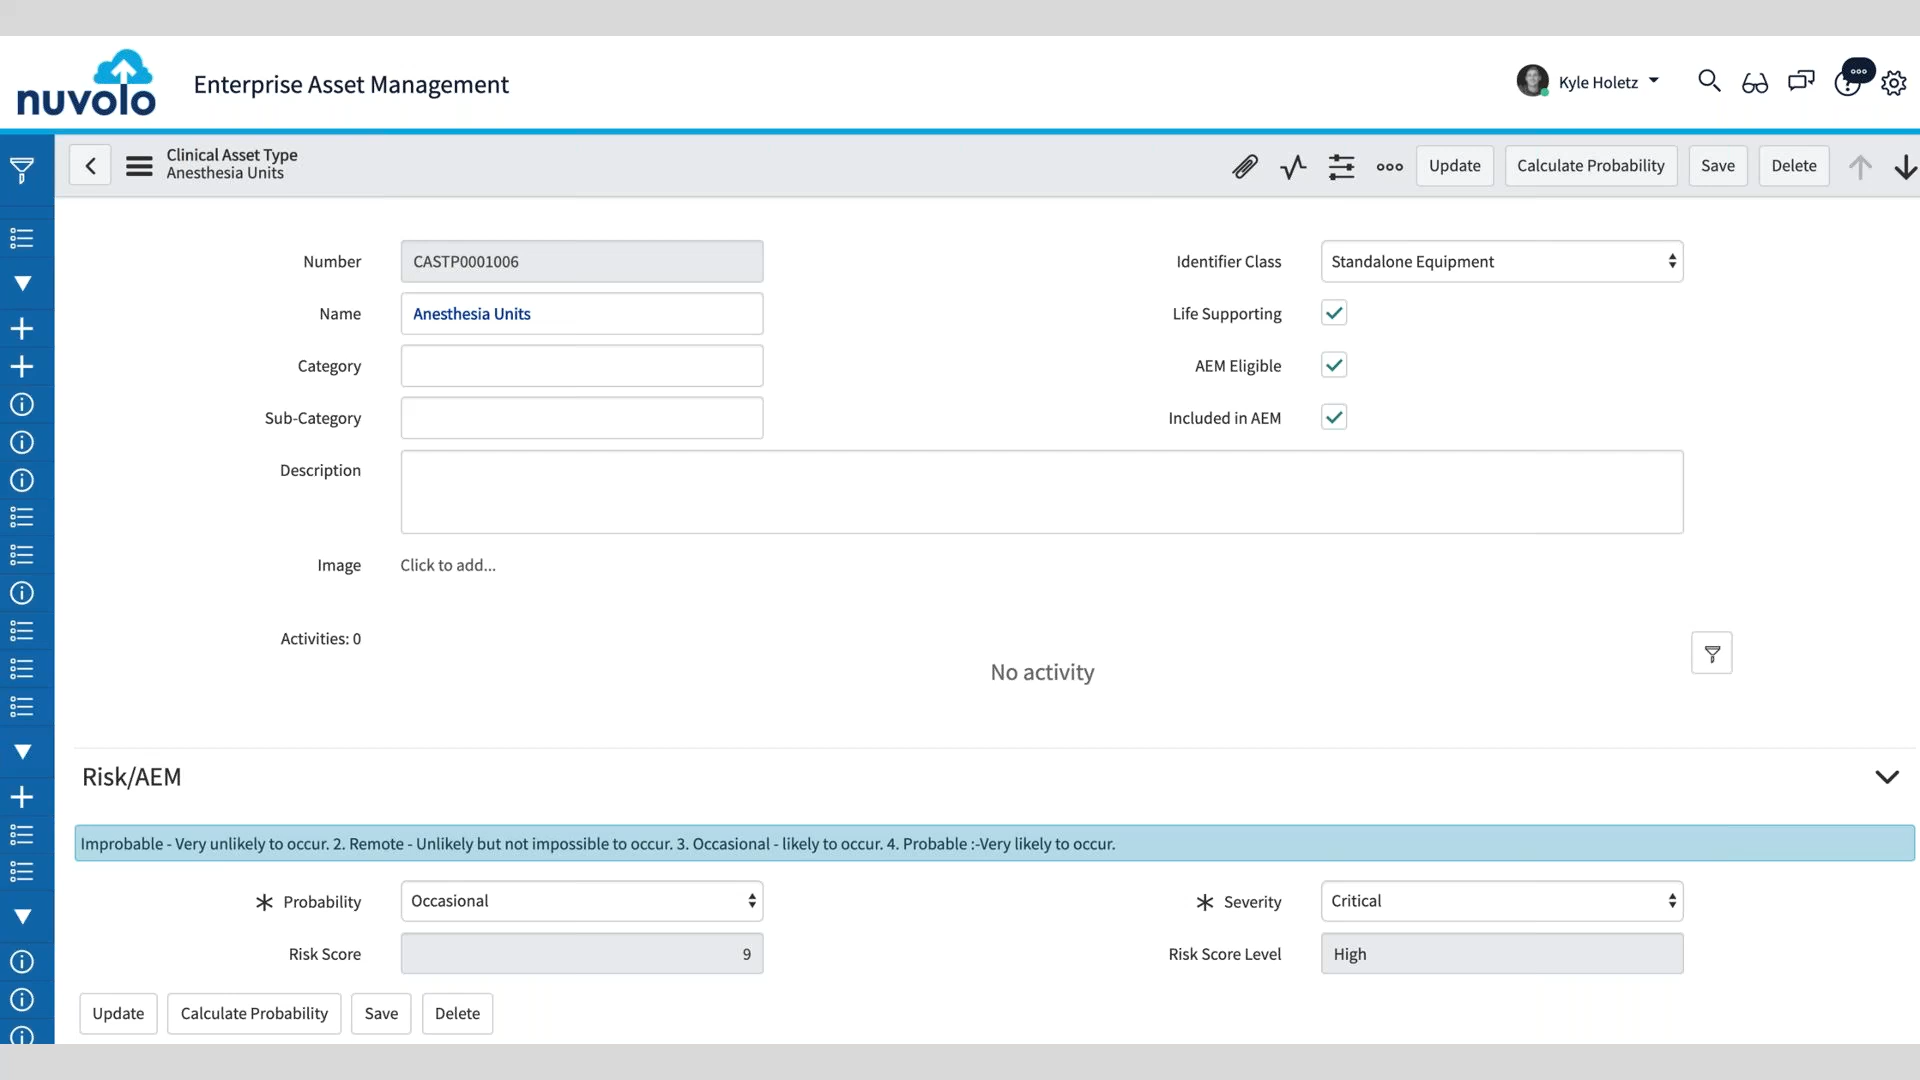 nuvolo
Enterprise Asset Management
Kyle Holetz
Clinical Asset Type
Anesthesia Units
Update
Calculate Probability
Save
Delete
Number
CASTP0001006
Identifier Class
Standalone Equipment
Name
Anesthesia Units
Life Supporting
Category
AEM Eligible
Sub-Category
Included in AEM
Description
Image
Click to add...
Activities: 0
No activity
Risk/AEM
Improbable - Very unlikely to occur. 2. Remote - Unlikely but not impossible to occur. 3. Occasional - likely to occur. 4. Probable :-Very likely to occur.
Probability
Occasional
Severity
Critical
Risk Score
9
Risk Score Level
High
Update
Calculate Probability
Save
Delete